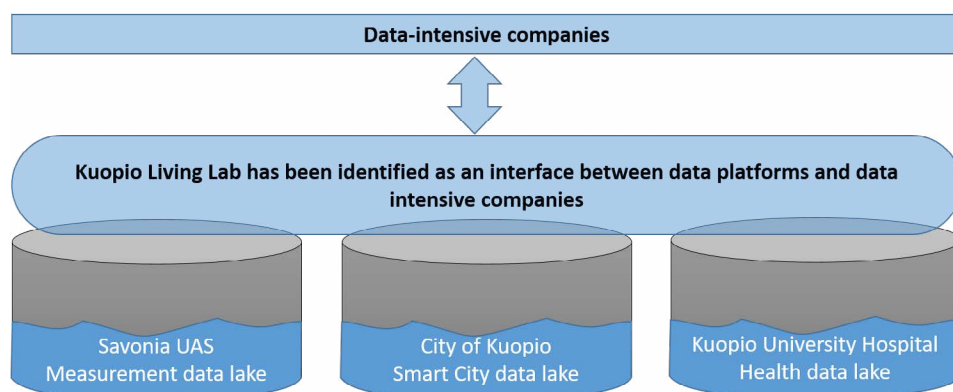 Data-intensive companies
Kuopio Living Lab has been identified as an interface between data platforms and data
intensive companies
Savonia UAS
Measurement data lake
City of Kuopio
Smart City data lake
Kuopio University Hospital
Health data lake